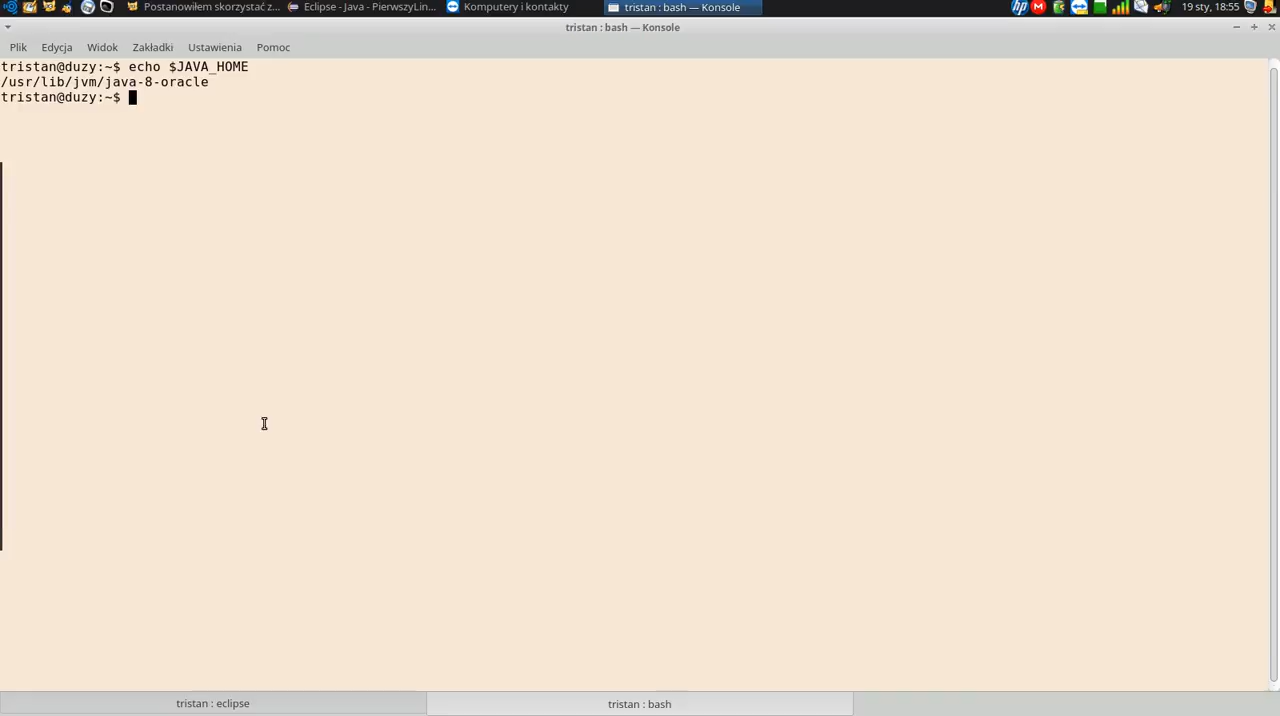 Postanowiłem skorzystać z...
Eclipse - Java - PierwszyLin...
Komputery i kontakty
tristan : bash — Konsole
19 sty, 18:55
tristan : bash — Konsole
Plik Edycja Widok Zakładki Ustawienia Pomoc
tristan@duzy:~$ echo $JAVA_HOME
/usr/lib/jvm/java-8-oracle
tristan@duzy:~$
tristan : eclipse
tristan : bash